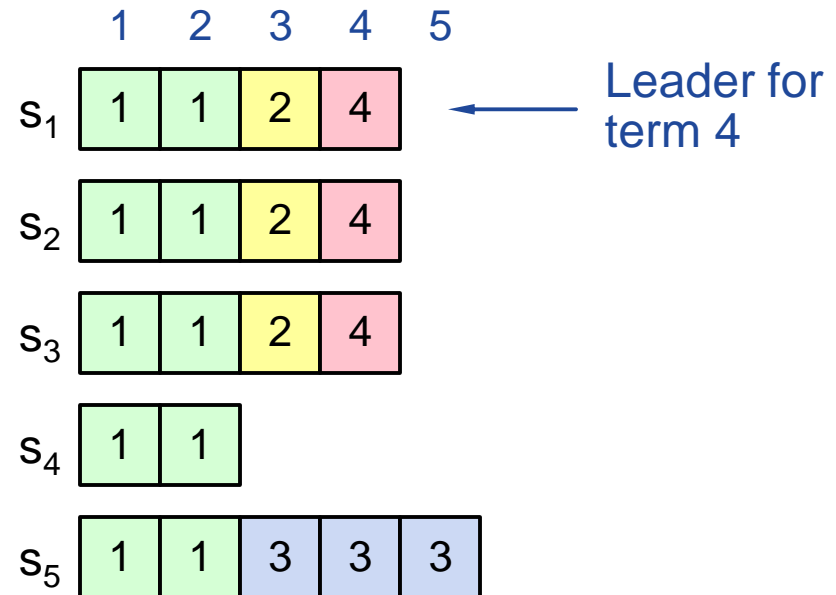 1 2 3 4 5
s1 1 1 2 4
Leader for
term 4
s2 1 1 2 4
s3 1 1 2 4
s4 1 1
s5 1 1 3 3 3